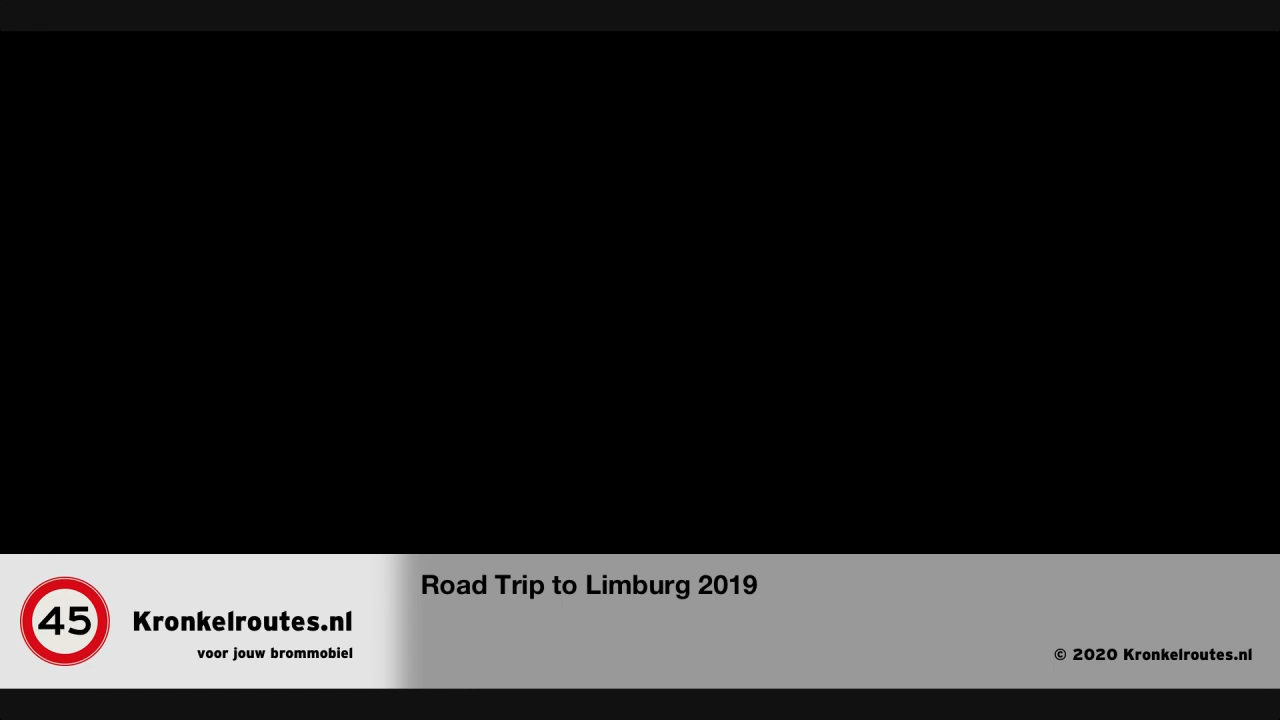 Road Trip to Limburg 2019
45
Kronkelroutes.nl
voor jouw brommobiel
© 2020 Kronkelroutes.nl